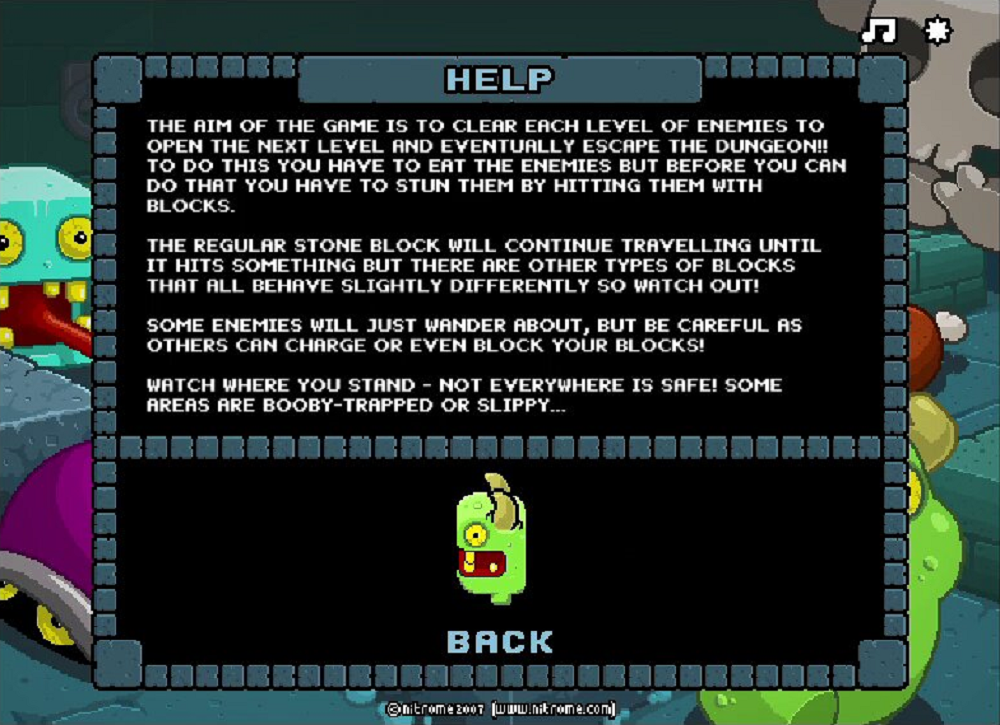 HELP
THE AIM OF THE GAME IS TO CLEAR EACH LEVEL OF ENEMIES TO
OPEN THE NEXT LEVEL AND EVENTUALLY ESCAPE THE DUNGEON!!
TO DO THIS YOU HAVE TO EAT THE ENEMIES BUT BEFORE YOU CAN
DO THAT YOU HAVE TO STUN THEM BY HITTING THEM WITH
BLOCKS.
THE REGULAR STONE BLOCK WILL CONTINUE TRAVELLING UNTIL
IT HITS SOMETHING BUT THERE ARE OTHER TYPES OF BLOCKS
THAT ALL BEHAVE SLIGHTLY DIFFERENTLY SO WATCH OUT!
SOME ENEMIES WILL JUST WANDER ABOUT, BUT BE CAREFUL AS
OTHERS CAN CHARGE OR EVEN BLOCK YOUR BLOCKS!
WATCH WHERE YOU STAND - NOT EVERYWHERE IS SAFE! SOME
AREAS ARE BOOBY-TRAPPED OR SLIPPY...
BACK
©nitrome2007 [www.nitrome.com]